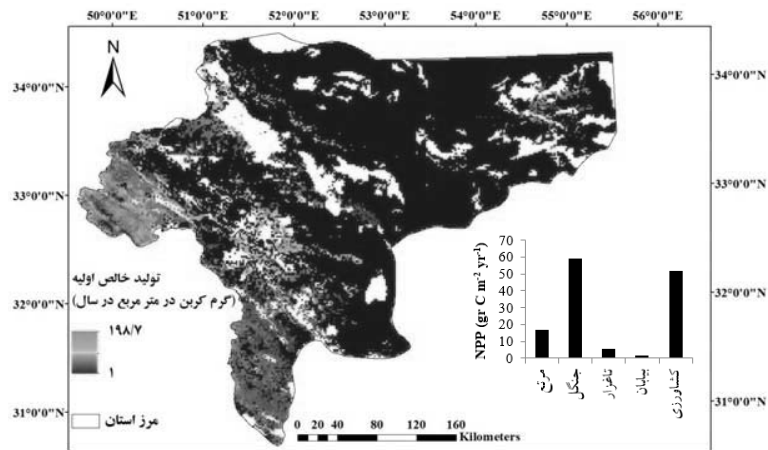 50°0'0"E 51°0'0"E 52°0'0"E 53°0'0"E 54°0'0"E 55°0'0"E
N
34°0'0"N
33°0'0"N
32°0'0"N
31°0'0"N
34°0'0"N
33°0'0"N
32°0'0"N
31°0'0"N
تولید خالص اولیه
(گرم کربن در متر مربع در سال)
۱۹۸/۷
۱
مرز استان
0 20 40 80 120 160
Kilometers
NPP (gr C m⁻² yr⁻¹)
70
60
50
40
30
20
10
0
مرتع
جنگل
تاغزار
بیابان
کشاورزی